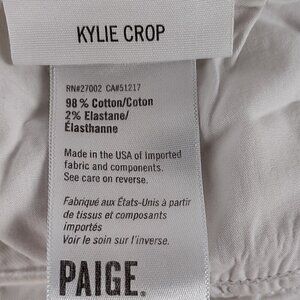 KYLIE CROP
RN#27002 CA#51217
98% Cotton/Coton
2% Elastane/
Élasthanne
Made in the USA of imported
fabric and components.
See care on reverse.
Fabriqué aux États-Unis à partir
de tissus et composants
importés
Voir le soin sur l'inverse.
PAIGE.